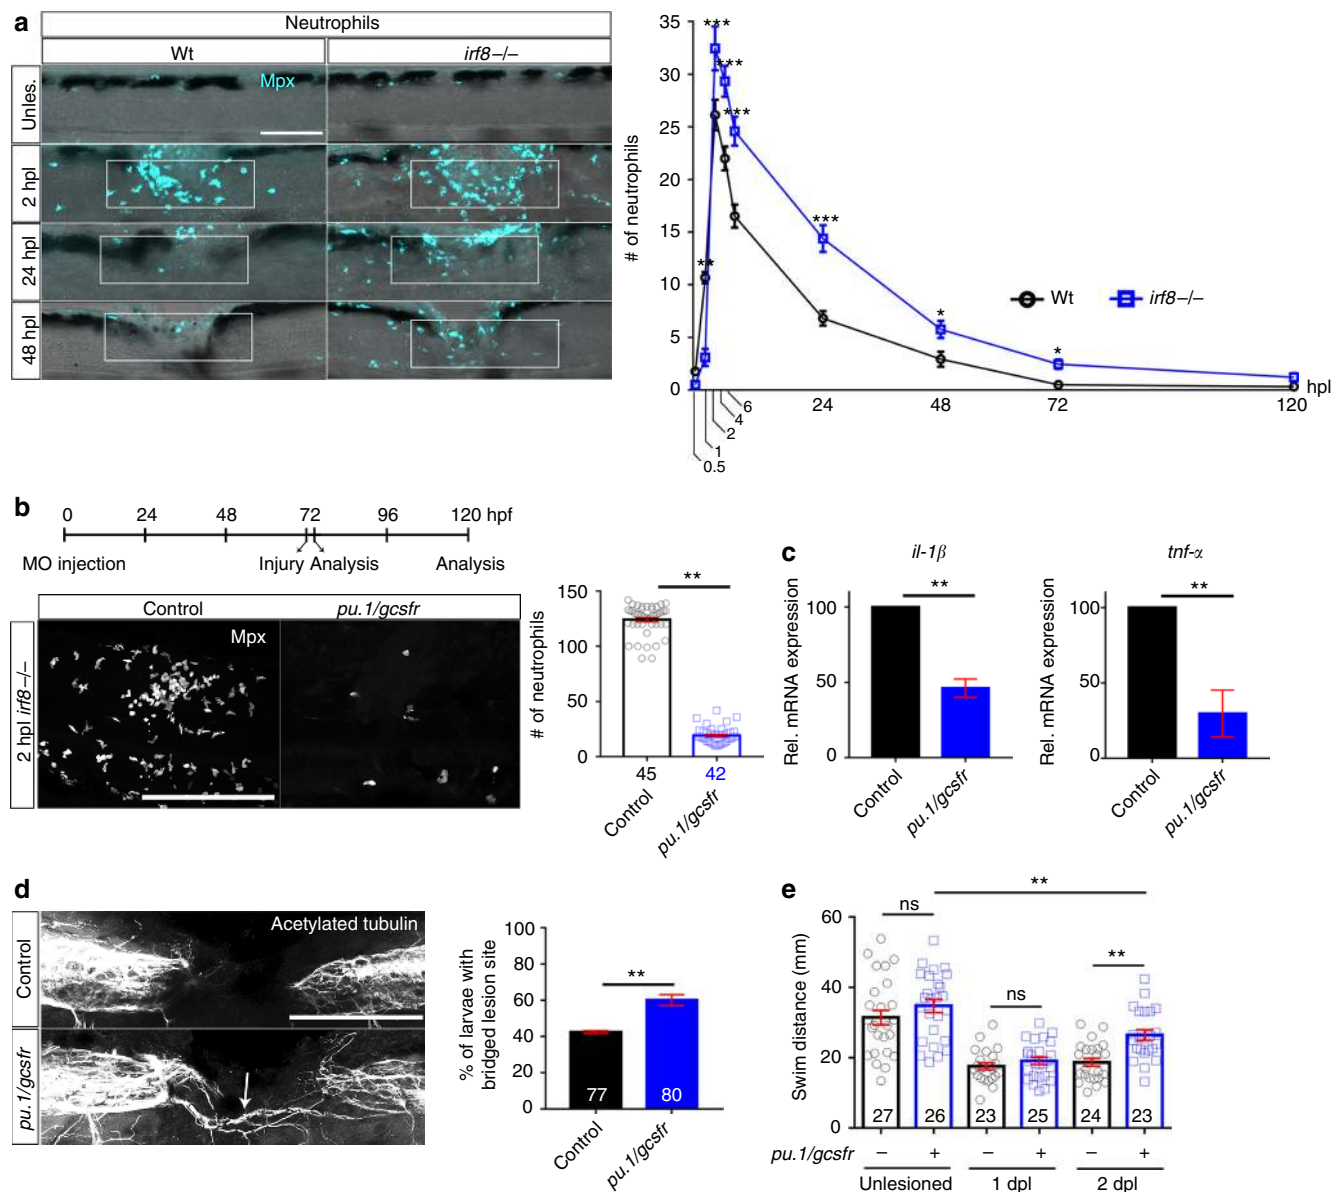 a
Neutrophils
Wt
irf8−/−
Unles.
Mpx
2 hpl
24 hpl
48 hpl
# of neutrophils
35
30
25
20
15
10
5
0
***
***
***
**
***
*
*
Wt
irf8−/−
24
48
72
120
hpl
6
4
2
1
0.5
b
0 24 48 72 96 120 hpf
MO injection
Injury Analysis
Analysis
Control
pu.1/gcsfr
2 hpl irf8−/−
Mpx
# of neutrophils
150
100
50
0
**
45
42
Control
pu.1/gcsfr
c
il-1β
Rel. mRNA expression
100
50
0
**
Control
pu.1/gcsfr
tnf-α
Rel. mRNA expression
100
50
0
**
Control
pu.1/gcsfr
d
Control
Acetylated tubulin
pu.1/gcsfr
% of larvae with
bridged lesion site
100
80
60
40
20
0
**
77
80
Control
pu.1/gcsfr
e
Swim distance (mm)
60
40
20
0
**
ns
ns
**
27 26 23 25 24 23
pu.1/gcsfr − + − + − +
Unlesioned 1 dpl 2 dpl